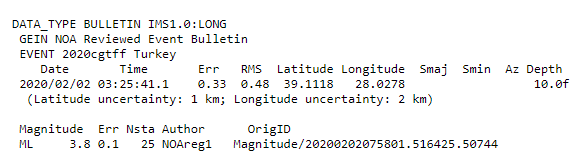 DATA_TYPE BULLETIN IMS1.0:LONG
GEIN NOA Reviewed Event Bulletin
EVENT 2020cgtff Turkey
Date Time Err RMS Latitude Longitude Smaj Smin Az Depth
2020/02/02 03:25:41.1 0.33 0.48 39.1118 28.0278 10.0f
(Latitude uncertainty: 1 km; Longitude uncertainty: 2 km)
Magnitude Err Nsta Author OrigID
ML 3.8 0.1 25 NOAreg1 Magnitude/20200202075801.516425.50744